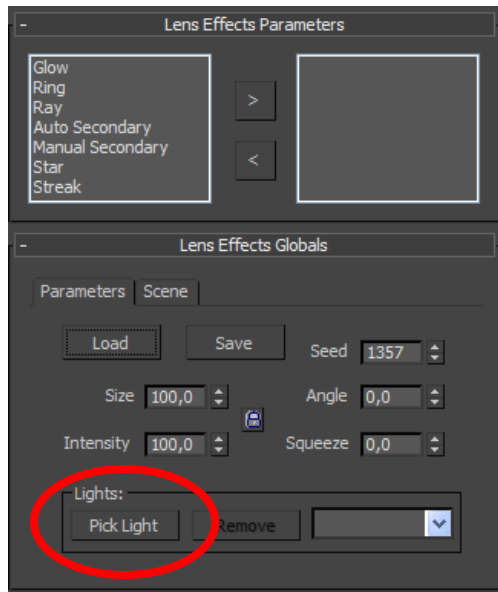 - Lens Effects Parameters
Glow
Ring
Ray
Auto Secondary
Manual Secondary
Star
Streak
>
<
- Lens Effects Globals
Parameters Scene
Load Save Seed 1357
Size 100,0 Angle 0,0
Intensity 100,0 Squeeze 0,0
Lights:
Pick Light Remove